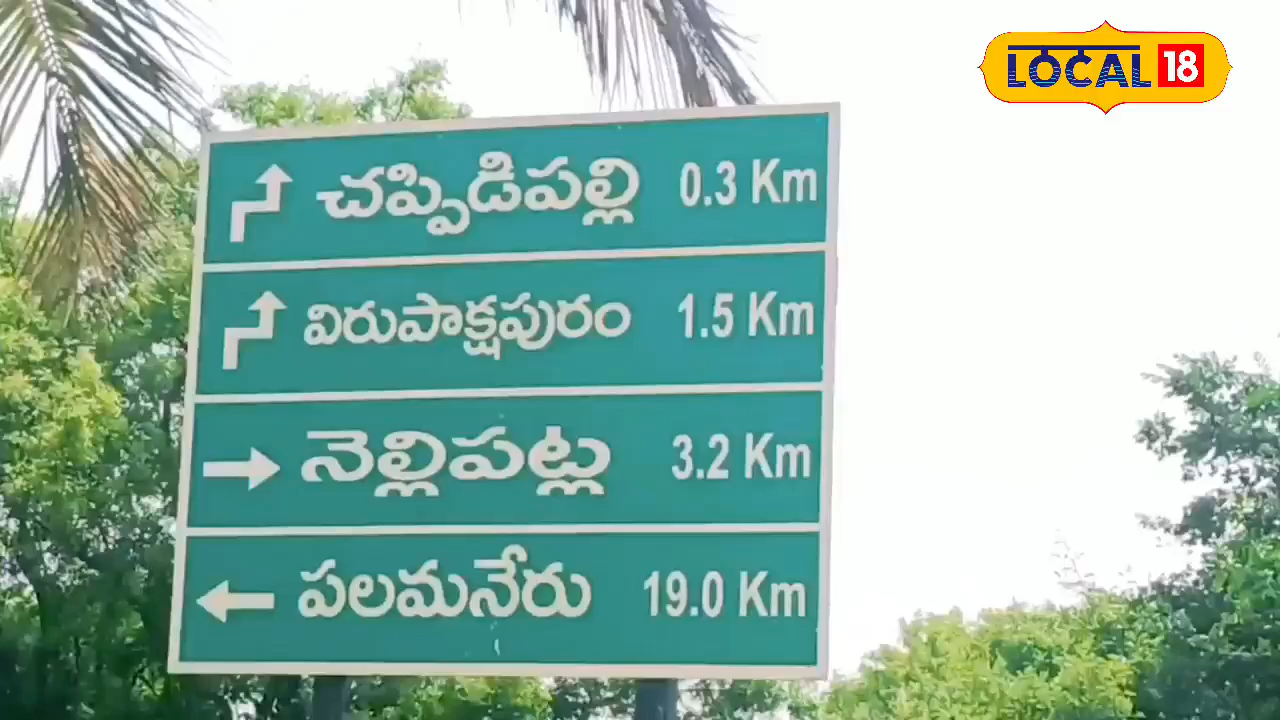 LOCAL 18
చప్పిడిపల్లి 0.3 Km
విరుపాక్షపురం 1.5 Km
నెల్లిపట్ల 3.2 Km
పలమనేరు 19.0 Km